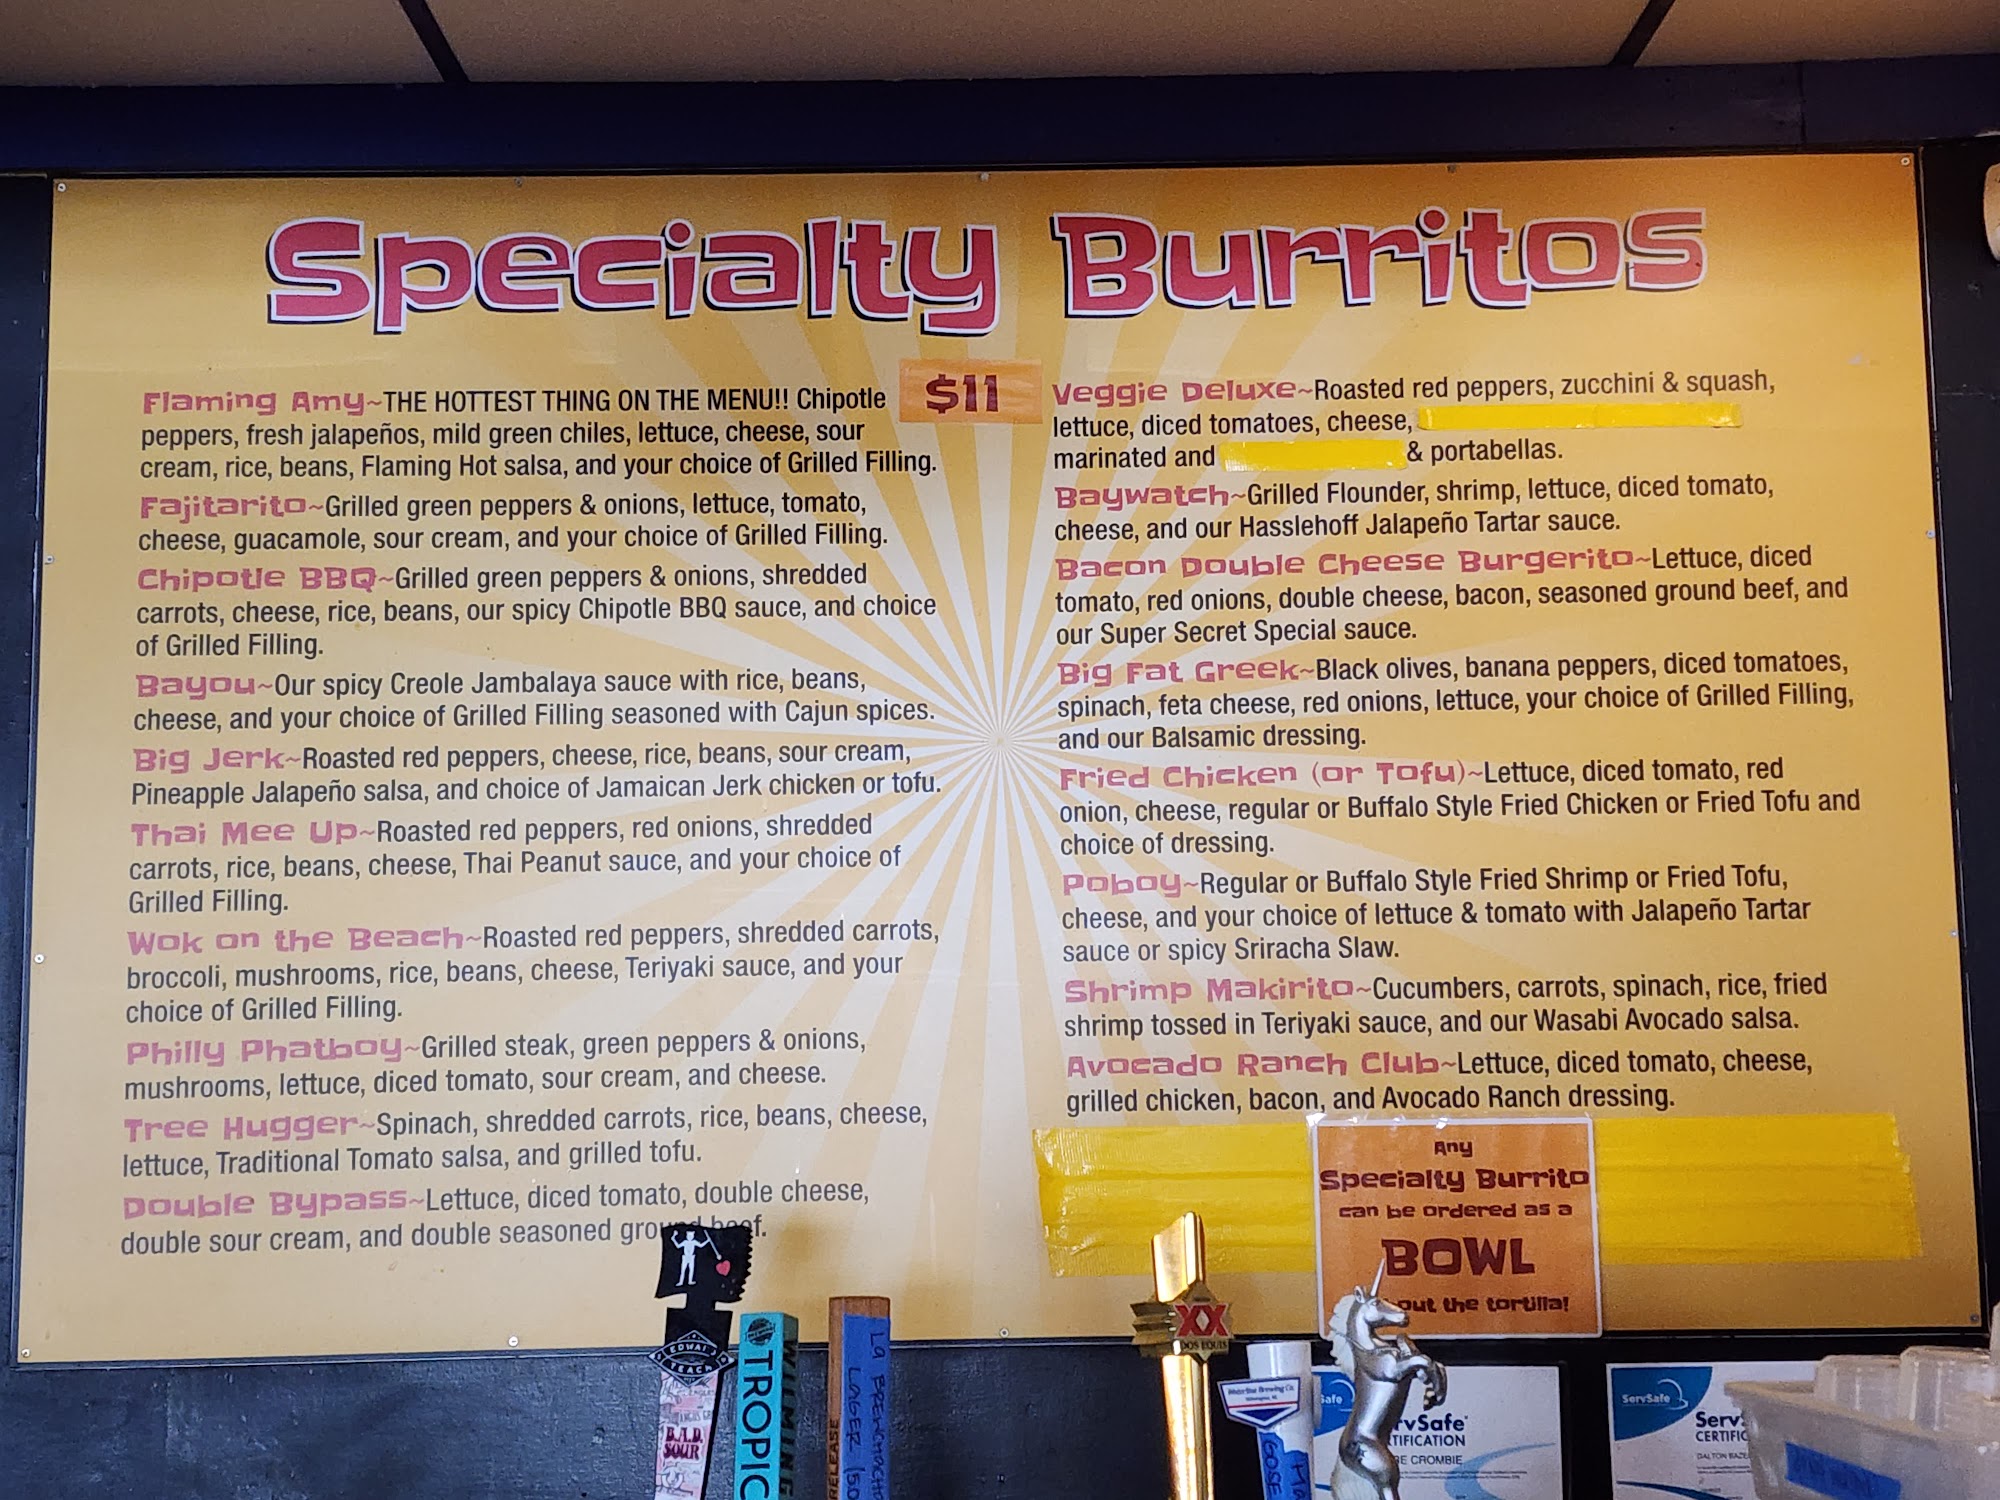 Specialty Burritos
$11
Flaming Amy~THE HOTTEST THING ON THE MENU!! Chipotle
peppers, fresh jalapeños, mild green chiles, lettuce, cheese, sour
cream, rice, beans, Flaming Hot salsa, and your choice of Grilled Filling.
Fajitarito~Grilled green peppers & onions, lettuce, tomato,
cheese, guacamole, sour cream, and your choice of Grilled Filling.
Chipotle BBQ~Grilled green peppers & onions, shredded
carrots, cheese, rice, beans, our spicy Chipotle BBQ sauce, and choice
of Grilled Filling.
Bayou~Our spicy Creole Jambalaya sauce with rice, beans,
cheese, and your choice of Grilled Filling seasoned with Cajun spices.
Big Jerk~Roasted red peppers, cheese, rice, beans, sour cream,
Pineapple Jalapeño salsa, and choice of Jamaican Jerk chicken or tofu.
Thai Mee Up~Roasted red peppers, red onions, shredded
carrots, rice, beans, cheese, Thai Peanut sauce, and your choice of
Grilled Filling.
Wok on the Beach~Roasted red peppers, shredded carrots,
broccoli, mushrooms, rice, beans, cheese, Teriyaki sauce, and your
choice of Grilled Filling.
Philly Phatboy~Grilled steak, green peppers & onions,
mushrooms, lettuce, diced tomato, sour cream, and cheese.
Tree Hugger~Spinach, shredded carrots, rice, beans, cheese,
lettuce, Traditional Tomato salsa, and grilled tofu.
Double Bypass~Lettuce, diced tomato, double cheese,
double sour cream, and double seasoned ground beef.
Veggie Deluxe~Roasted red peppers, zucchini & squash,
lettuce, diced tomatoes, cheese,
marinated and & portabellas.
Baywatch~Grilled Flounder, shrimp, lettuce, diced tomato,
cheese, and our Hasslehoff Jalapeño Tartar sauce.
Bacon Double Cheese Burgerito~Lettuce, diced
tomato, red onions, double cheese, bacon, seasoned ground beef, and
our Super Secret Special sauce.
Big Fat Greek~Black olives, banana peppers, diced tomatoes,
spinach, feta cheese, red onions, lettuce, your choice of Grilled Filling,
and our Balsamic dressing.
Fried Chicken (or Tofu)~Lettuce, diced tomato, red
onion, cheese, regular or Buffalo Style Fried Chicken or Fried Tofu and
choice of dressing.
Poboy~Regular or Buffalo Style Fried Shrimp or Fried Tofu,
cheese, and your choice of lettuce & tomato with Jalapeño Tartar
sauce or spicy Sriracha Slaw.
Shrimp Makirito~Cucumbers, carrots, spinach, rice, fried
shrimp tossed in Teriyaki sauce, and our Wasabi Avocado salsa.
Avocado Ranch Club~Lettuce, diced tomato, cheese,
grilled chicken, bacon, and Avocado Ranch dressing.
Any
Specialty Burrito
can be ordered as a
BOWL
out the tortilla!
EDWARD
TEACH
B.A.D.
SOUR
TROPIC
WILMING
RELEASE
LAGER
XX
DOS EQUIS
GOSE
ServSafe
CERTIFICATION
CROMBIE
ServSafe
Serv
CERTIFIC
DALTON